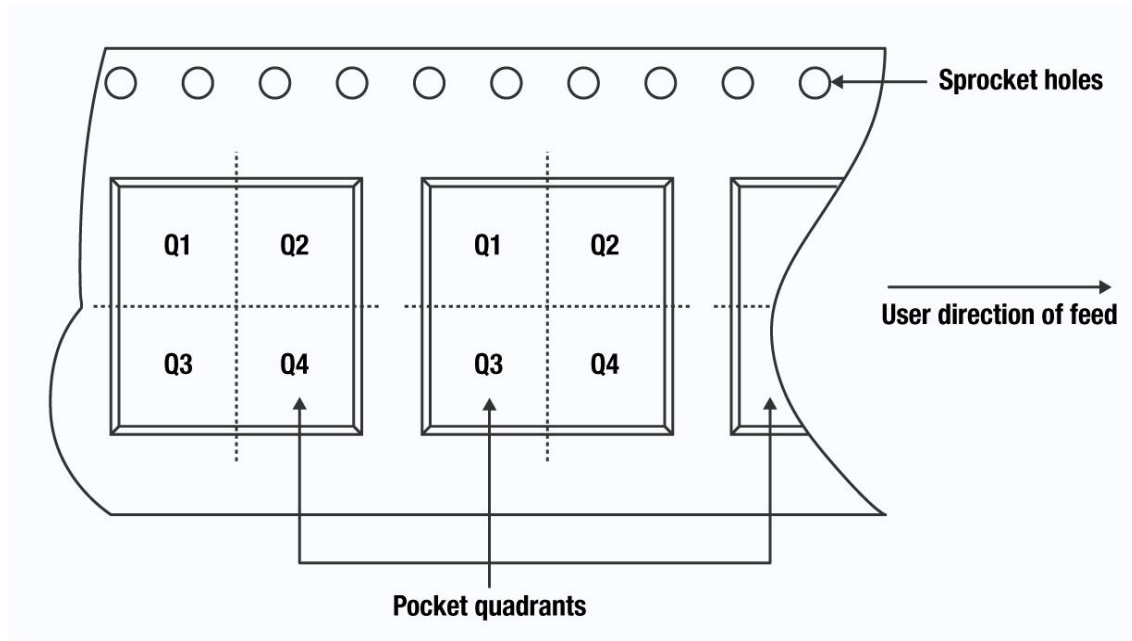 Sprocket holes
Q1 Q2 Q1 Q2
User direction of feed
Q3 Q4 Q3 Q4
Pocket quadrants